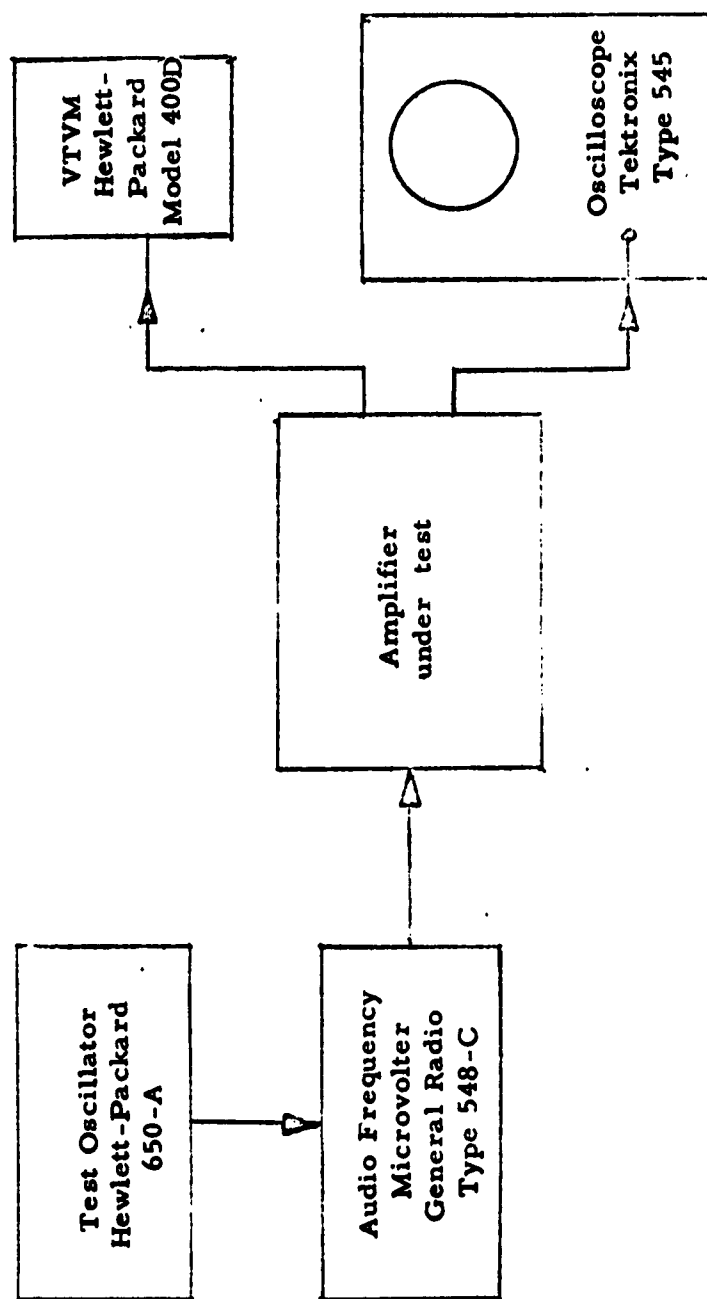 Test Oscillator
Hewlett-Packard
650-A
Audio Frequency
Microvolter
General Radio
Type 548-C
Amplifier
under test
VTVM
Hewlett-
Packard
Model 400D
Oscilloscope
Tektronix
Type 545